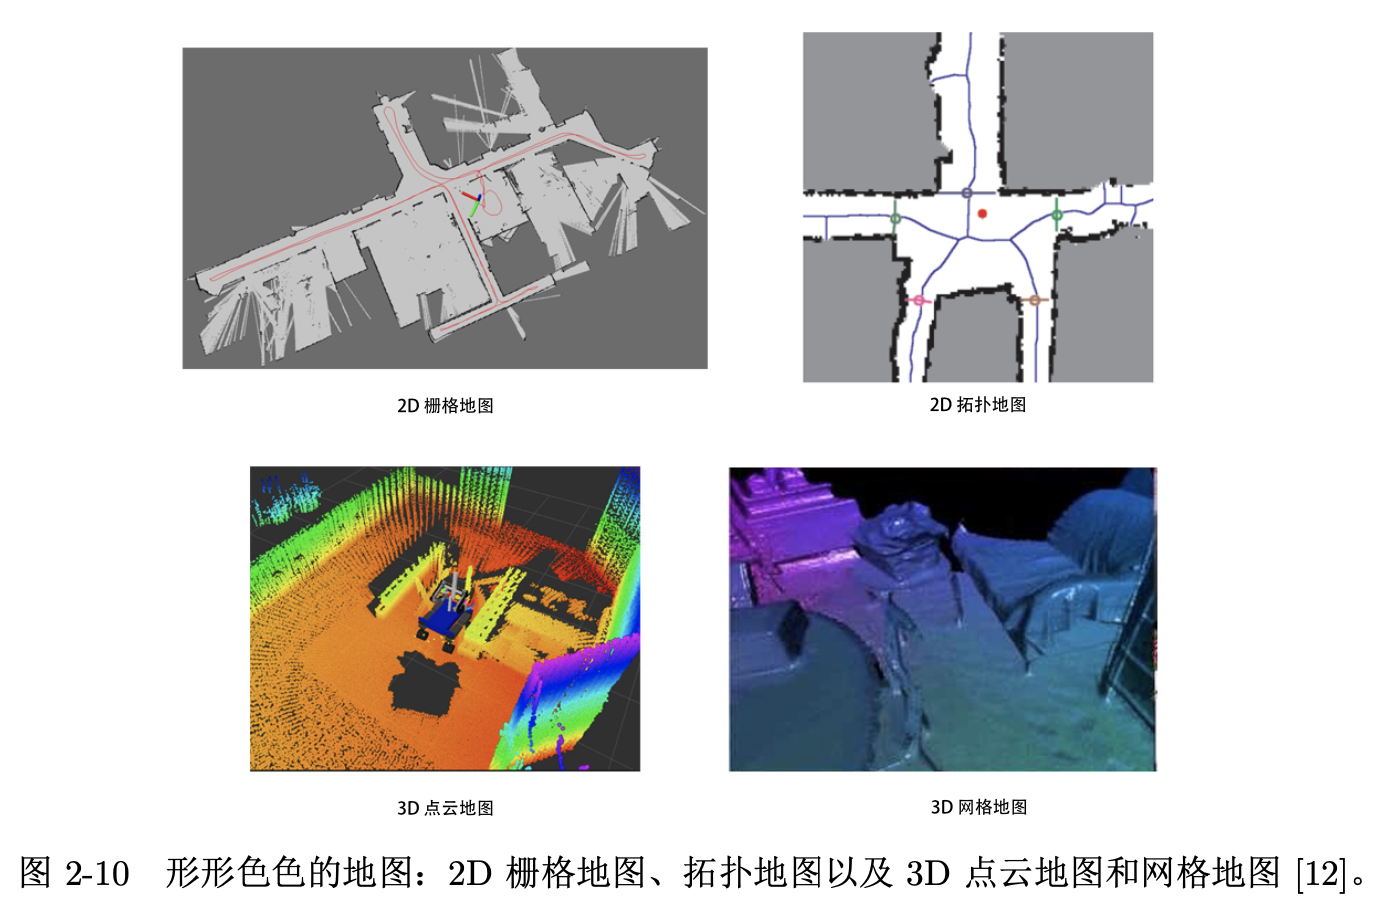 2D 栅格地图
2D 拓扑地图
3D 点云地图
3D 网格地图
图 2-10 形形色色的地图：2D 栅格地图、拓扑地图以及 3D 点云地图和网格地图 [12]。